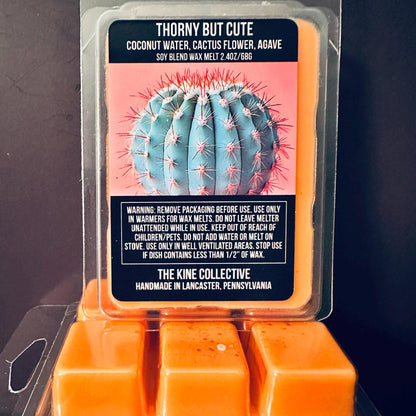 THORNY BUT CUTE
COCONUT WATER, CACTUS FLOWER, AGAVE
SOY BLEND WAX MELT 2.4OZ/68G
WARNING: REMOVE PACKAGING BEFORE USE. USE ONLY
IN WARMERS FOR WAX MELTS. DO NOT LEAVE MELTER
UNATTENDED WHILE IN USE. KEEP OUT OF REACH OF
CHILDREN/PETS. DO NOT ADD WATER OR MELT ON
STOVE. USE ONLY IN WELL VENTILATED AREAS. STOP USE
IF DISH CONTAINS LESS THAN 1/2" OF WAX.
THE KINE COLLECTIVE
HANDMADE IN LANCASTER, PENNSYLVANIA